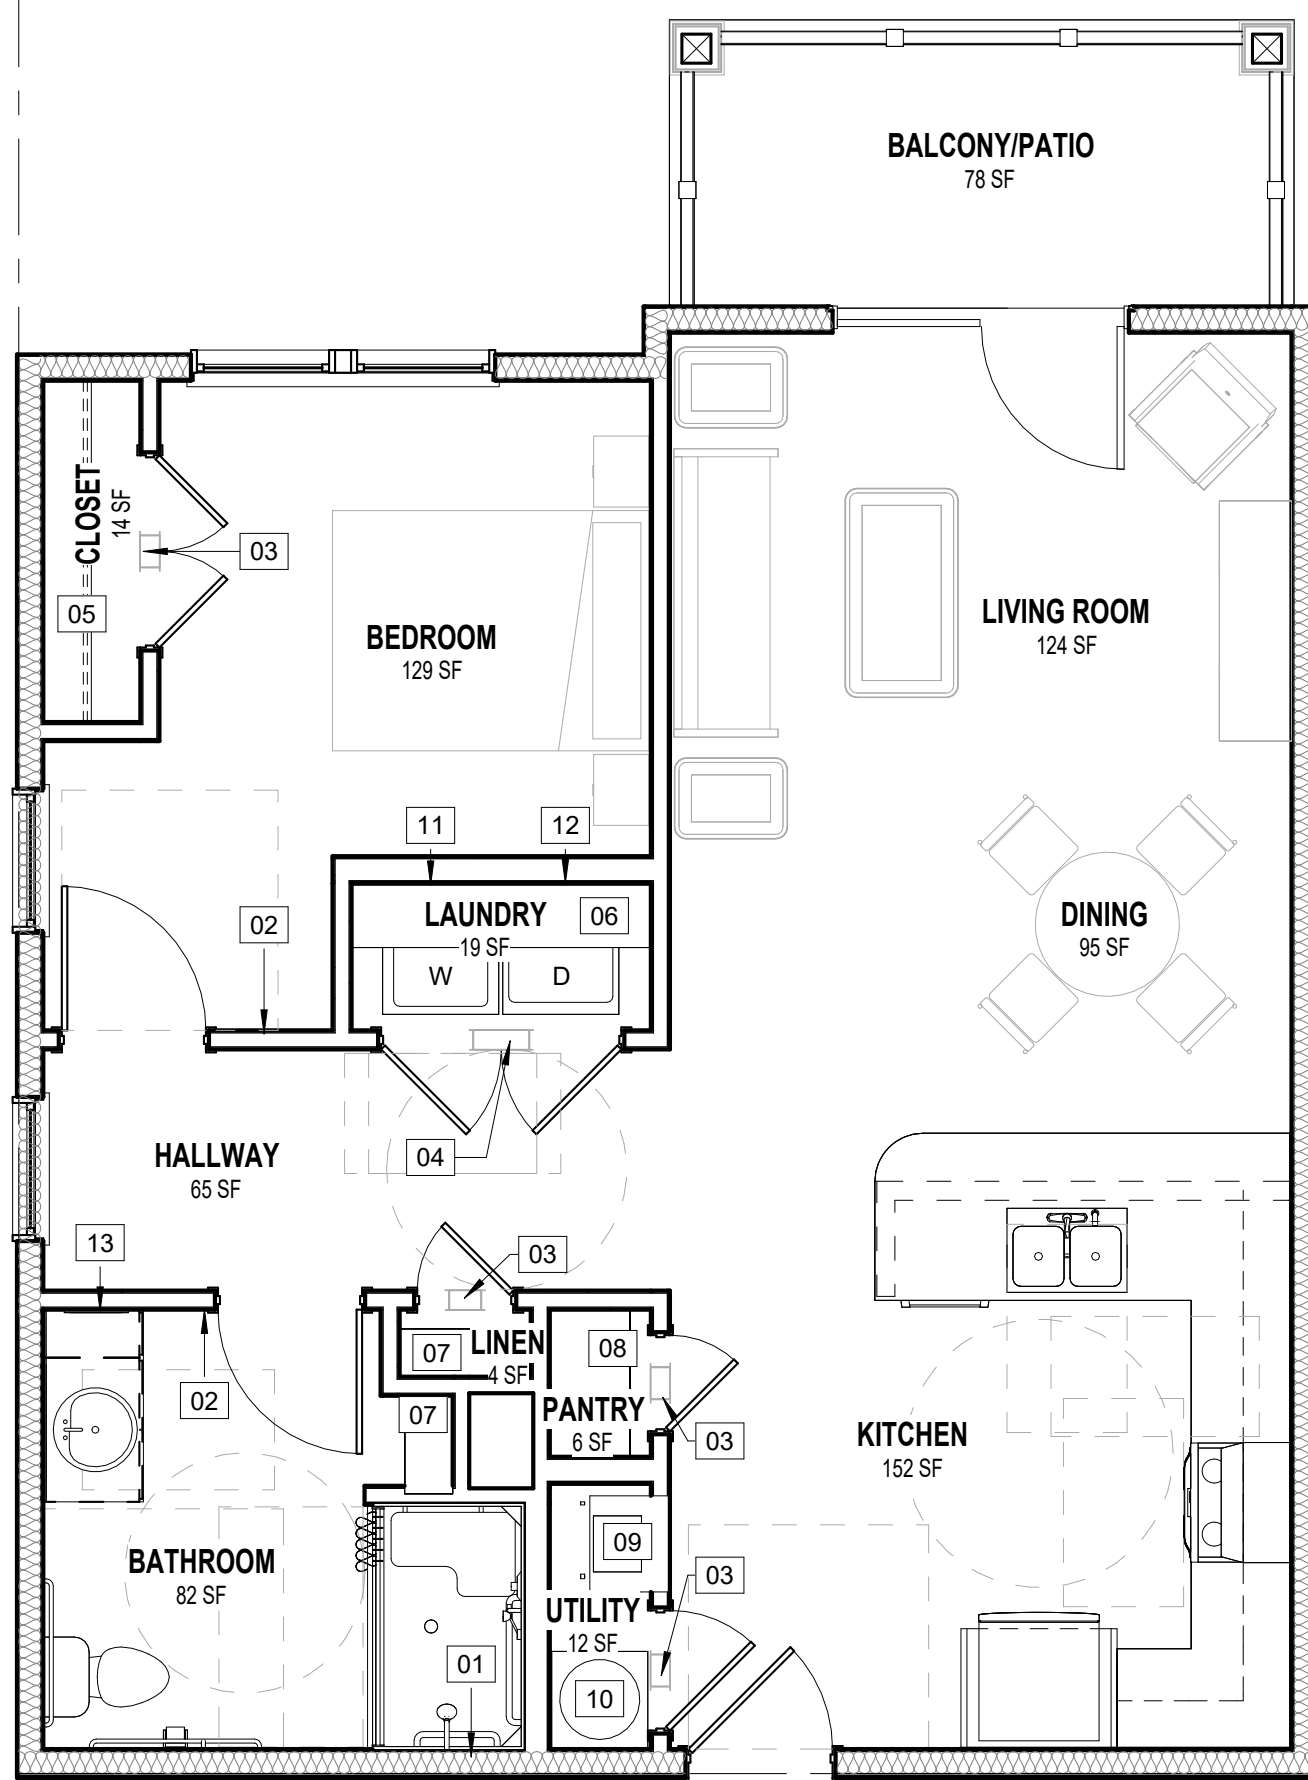 BALCONY/PATIO
78 SF
CLOSET
14 SF
03
05
BEDROOM
129 SF
LIVING ROOM
124 SF
11
12
LAUNDRY
19 SF
06
02
W
D
DINING
95 SF
HALLWAY
65 SF
04
13
03
LINEN
4 SF
07
08
02
07
PANTRY
6 SF
03
KITCHEN
152 SF
BATHROOM
82 SF
09
03
UTILITY
12 SF
01
10